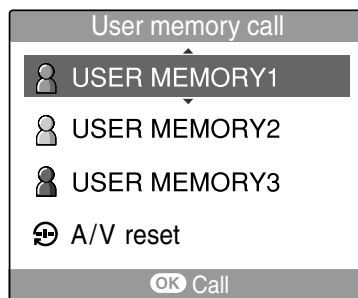 User memory call
USER MEMORY1
USER MEMORY2
USER MEMORY3
A/V reset
OK Call